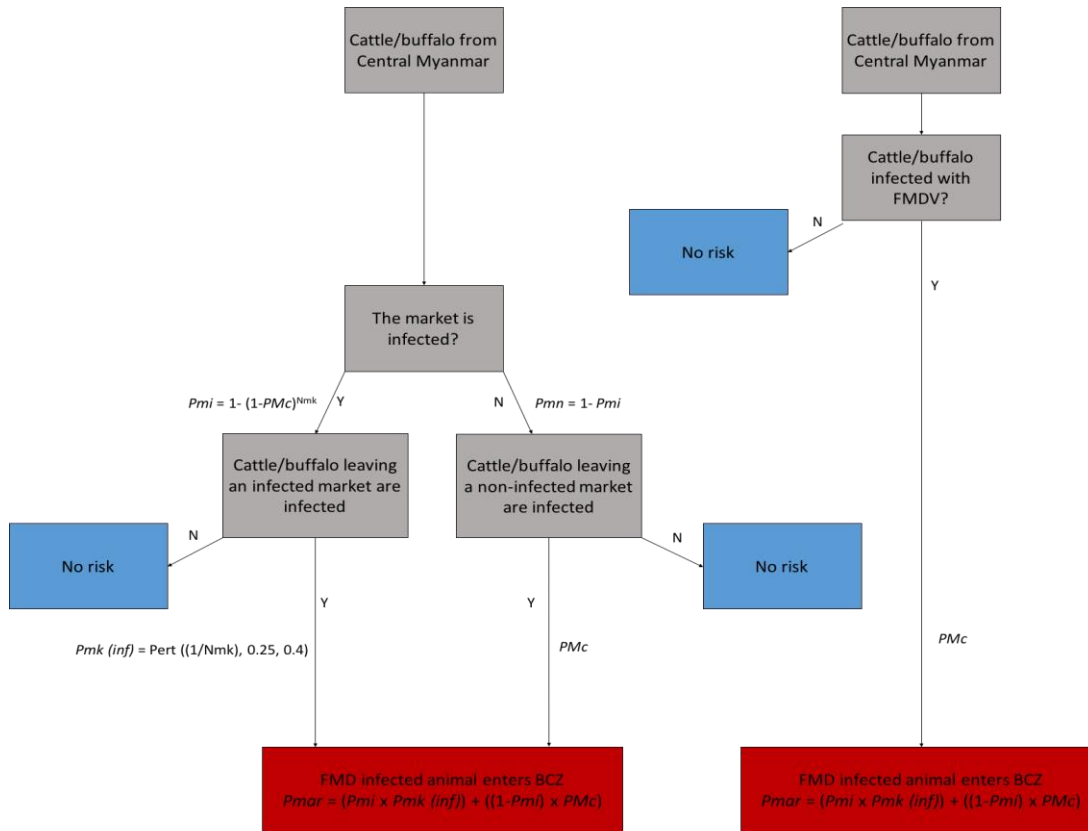 Cattle/buffalo from
Central Myanmar
Cattle/buffalo from
Central Myanmar
Cattle/buffalo
infected with
FMDV?
N
No risk
Y
The market is
infected?
Pmi = 1- (1-PMc)^Nmk
Y
N
Pmn = 1- Pmi
Cattle/buffalo leaving
an infected market are
infected
Cattle/buffalo leaving
a non-infected market
are infected
N
No risk
N
No risk
Y
Y
Pmk (inf) = Pert ((1/Nmk), 0.25, 0.4)
PMc
PMc
FMD infected animal enters BCZ
Pmar = (Pmi x Pmk (inf)) + ((1-Pmi) x PMc)
FMD infected animal enters BCZ
Pmar = (Pmi x Pmk (inf)) + ((1-Pmi) x PMc)